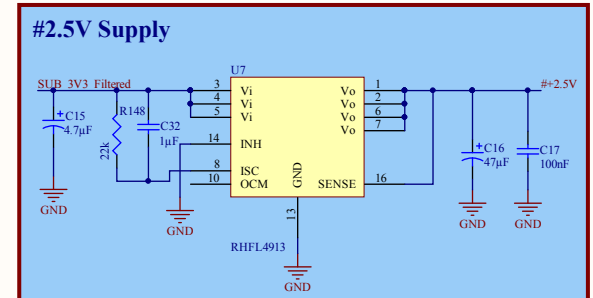 #2.5V Supply
U7
SUB_3V3_Filtered
#+2.5V
3 Vi Vo 1
4 Vi Vo 2
5 Vi Vo 6
Vo 7
14 INH
8 ISC
10 OCM
GND
SENSE 16
13
C15
4.7µF
R148
22k
C32
1µF
C16
47µF
C17
100nF
GND
GND
GND
GND
RHFL4913
GND